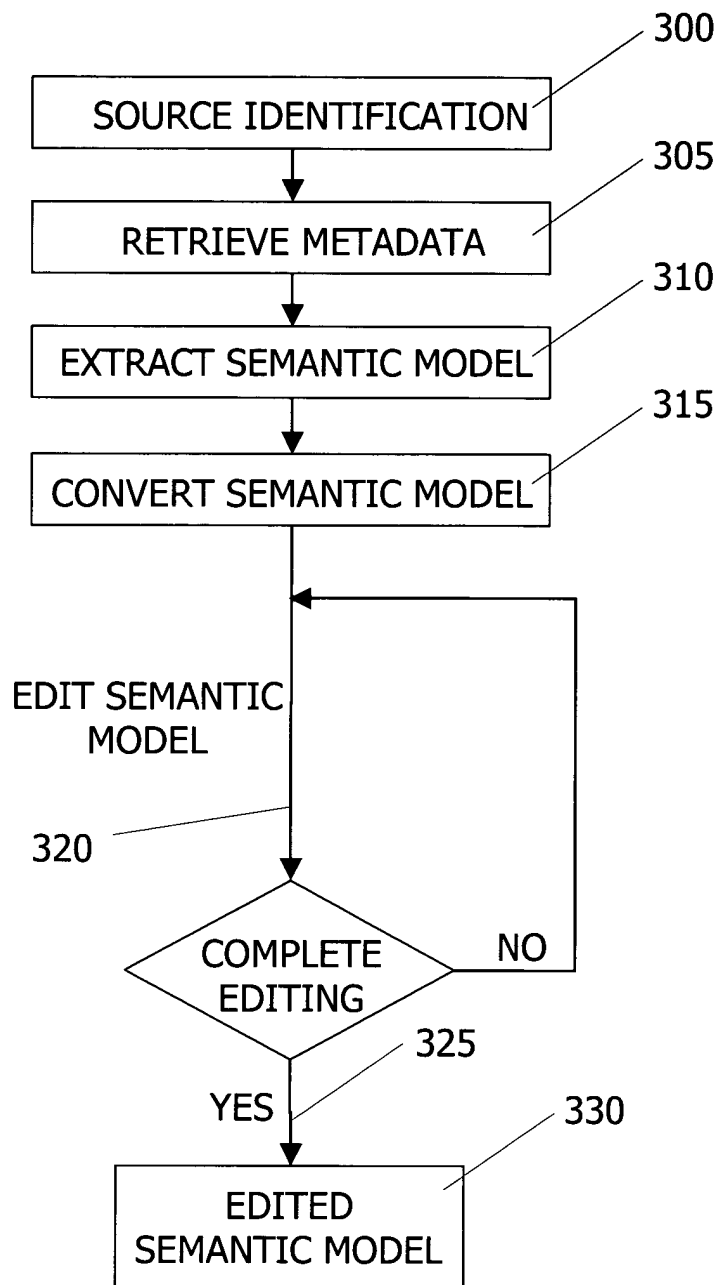 300
SOURCE IDENTIFICATION
305
RETRIEVE METADATA
310
EXTRACT SEMANTIC MODEL
315
CONVERT SEMANTIC MODEL
EDIT SEMANTIC
MODEL
320
COMPLETE
EDITING
NO
325
YES
330
EDITED
SEMANTIC MODEL